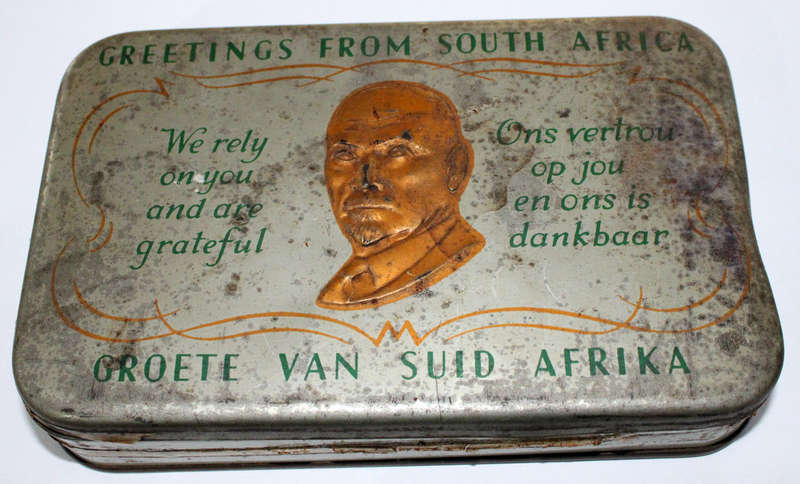 GREETINGS FROM SOUTH AFRICA
We rely
on you
and are
grateful
Ons vertrou
op jou
en ons is
dankbaar
GROETE VAN SUID AFRIKA